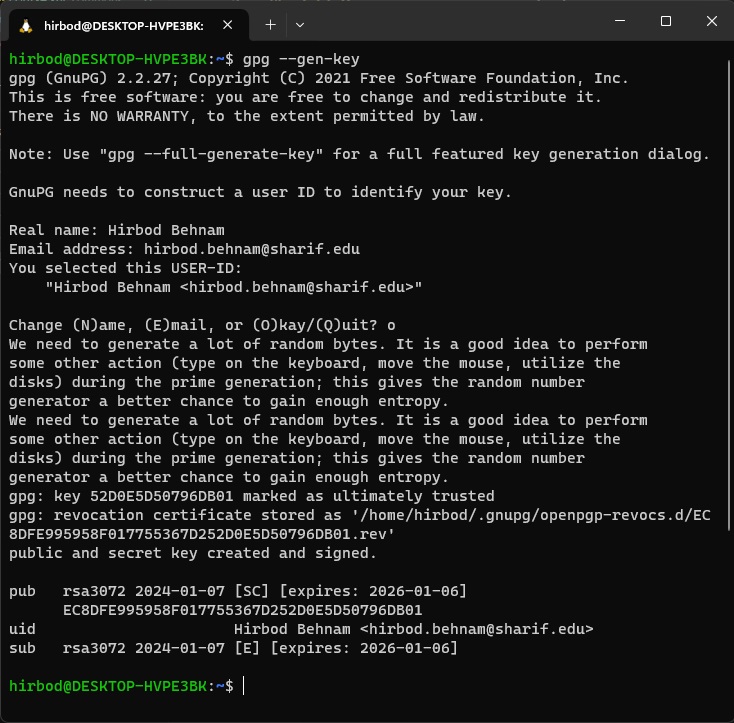 hirbod@DESKTOP-HVPE3BK:
hirbod@DESKTOP-HVPE3BK:~$ gpg --gen-key
gpg (GnuPG) 2.2.27; Copyright (C) 2021 Free Software Foundation, Inc.
This is free software: you are free to change and redistribute it.
There is NO WARRANTY, to the extent permitted by law.
Note: Use "gpg --full-generate-key" for a full featured key generation dialog.
GnuPG needs to construct a user ID to identify your key.
Real name: Hirbod Behnam
Email address: hirbod.behnam@sharif.edu
You selected this USER-ID:
"Hirbod Behnam <hirbod.behnam@sharif.edu>"
Change (N)ame, (E)mail, or (O)kay/(Q)uit? o
We need to generate a lot of random bytes. It is a good idea to perform
some other action (type on the keyboard, move the mouse, utilize the
disks) during the prime generation; this gives the random number
generator a better chance to gain enough entropy.
We need to generate a lot of random bytes. It is a good idea to perform
some other action (type on the keyboard, move the mouse, utilize the
disks) during the prime generation; this gives the random number
generator a better chance to gain enough entropy.
gpg: key 52D0E5D50796DB01 marked as ultimately trusted
gpg: revocation certificate stored as '/home/hirbod/.gnupg/openpgp-revocs.d/EC
8DFE995958F017755367D252D0E5D50796DB01.rev'
public and secret key created and signed.
pub   rsa3072 2024-01-07 [SC] [expires: 2026-01-06]
EC8DFE995958F017755367D252D0E5D50796DB01
uid                      Hirbod Behnam <hirbod.behnam@sharif.edu>
sub   rsa3072 2024-01-07 [E] [expires: 2026-01-06]
hirbod@DESKTOP-HVPE3BK:~$